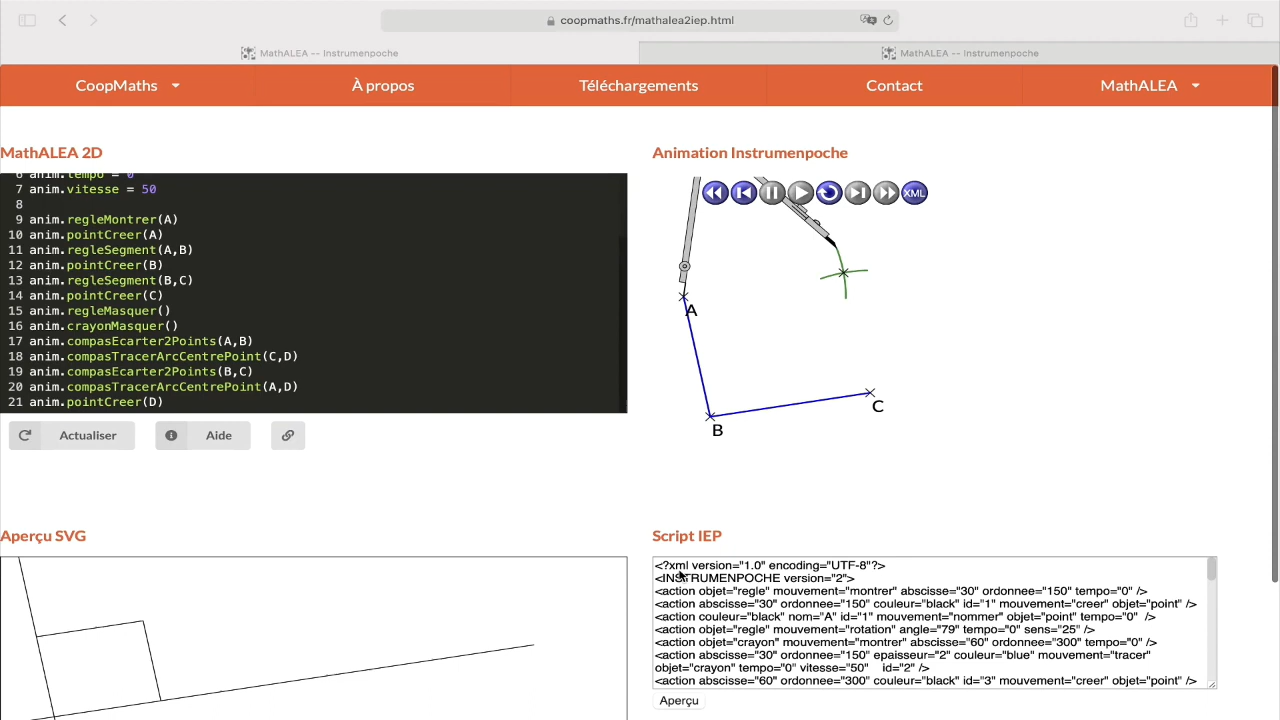 coopmaths.fr/mathalea2iep.html
MathALEA -- Instrumenpoche
MathALEA -- Instrumenpoche
CoopMaths
À propos
Téléchargements
Contact
MathALEA
MathALEA 2D
6 anim.tempo = 0
7 anim.vitesse = 50
8
9 anim.regleMontrer(A)
10 anim.pointCreer(A)
11 anim.regleSegment(A,B)
12 anim.pointCreer(B)
13 anim.regleSegment(B,C)
14 anim.pointCreer(C)
15 anim.regleMasquer()
16 anim.crayonMasquer()
17 anim.compasEcarter2Points(A,B)
18 anim.compasTracerArcCentrePoint(C,D)
19 anim.compasEcarter2Points(B,C)
20 anim.compasTracerArcCentrePoint(A,D)
21 anim.pointCreer(D)
Actualiser
Aide
Animation Instrumenpoche
XML
A
C
B
Aperçu SVG
Script IEP
<?xml version="1.0" encoding="UTF-8"?>
<INSTRUMENPOCHE version="2">
<action objet="regle" mouvement="montrer" abscisse="30" ordonnee="150" tempo="0" />
<action abscisse="30" ordonnee="150" couleur="black" id="1" mouvement="creer" objet="point" />
<action couleur="black" nom="A" id="1" mouvement="nommer" objet="point" tempo="0"  />
<action objet="regle" mouvement="rotation" angle="79" tempo="0" sens="25" />
<action objet="crayon" mouvement="montrer" abscisse="60" ordonnee="300" tempo="0" />
<action abscisse="30" ordonnee="150" epaisseur="2" couleur="blue" mouvement="tracer"
objet="crayon" tempo="0" vitesse="50"    id="2" />
<action abscisse="60" ordonnee="300" couleur="black" id="3" mouvement="creer" objet="point" />
Aperçu